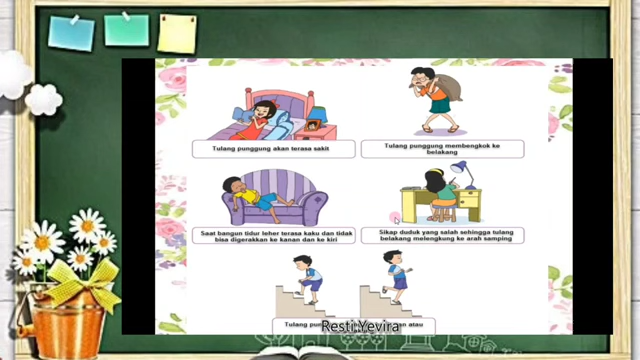 Tulang punggung akan terasa sakit
Tulang punggung membengkok ke
belakang
Saat bangun tidur leher terasa kaku dan tidak
bisa digerakkan ke kanan dan ke kiri
Sikap duduk yang salah sehingga tulang
belakang melengkung ke arah samping
Tulang atau
Resti Yevira